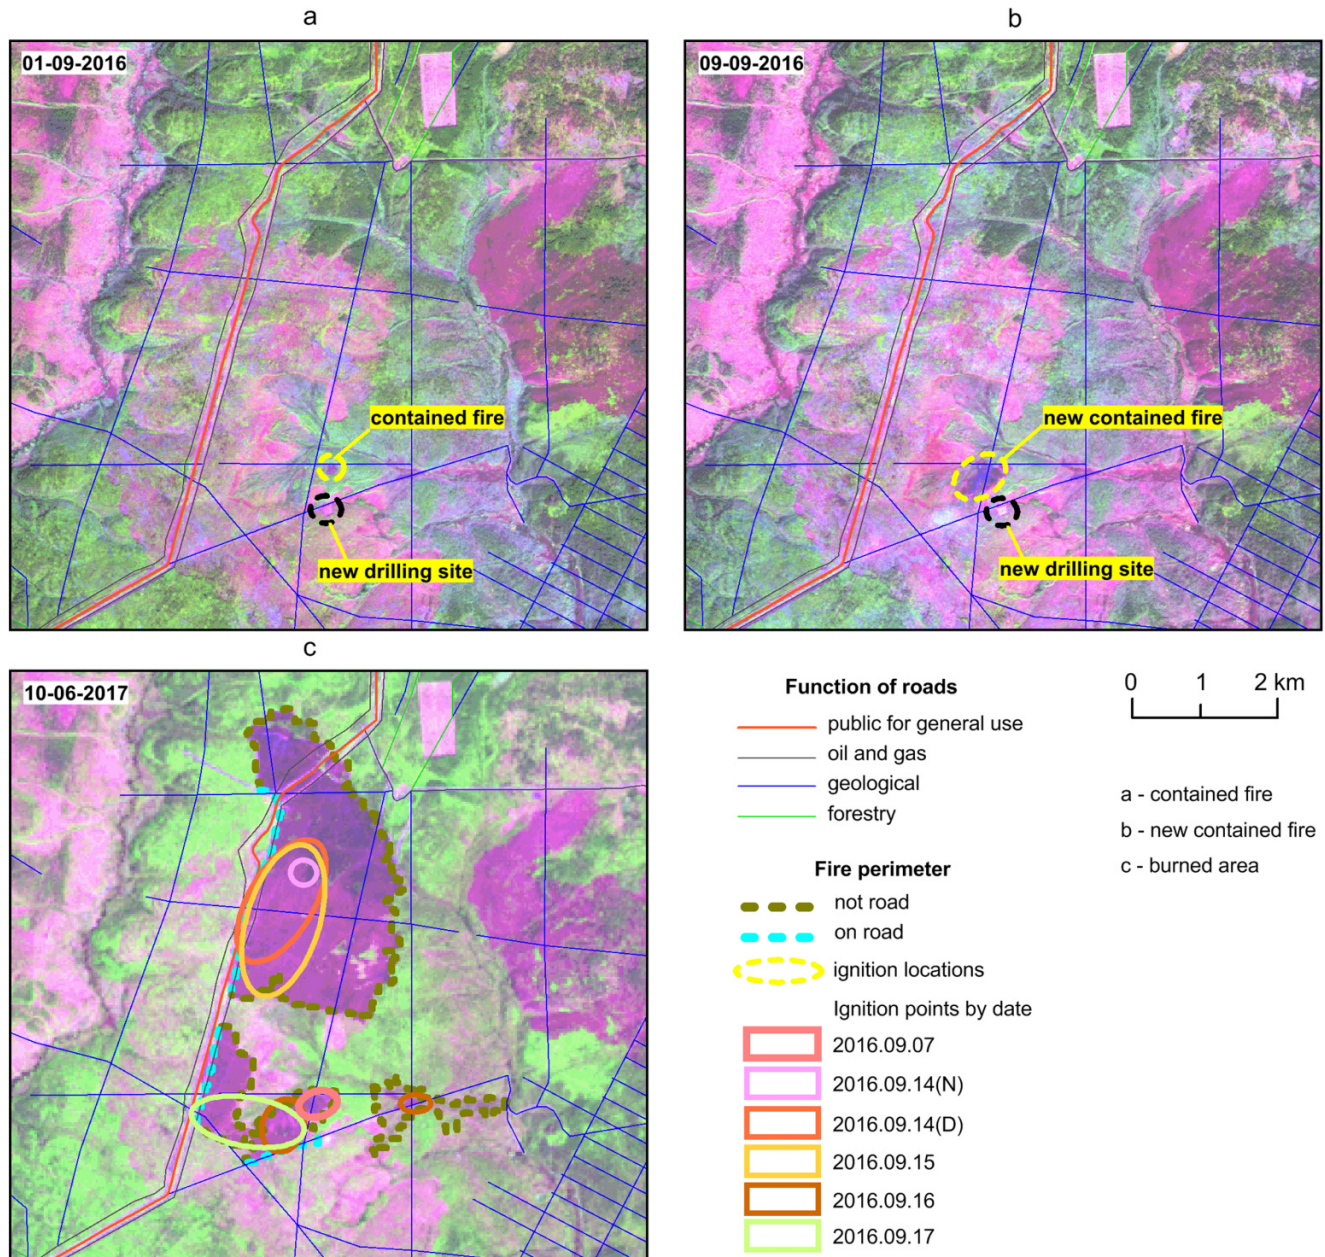 a
b
01-09-2016
contained fire
new drilling site
09-09-2016
new contained fire
new drilling site
c
10-06-2017
Function of roads
public for general use
oil and gas
geological
forestry
0 1 2 km
a - contained fire
b - new contained fire
c - burned area
Fire perimeter
not road
on road
ignition locations
Ignition points by date
2016.09.07
2016.09.14(N)
2016.09.14(D)
2016.09.15
2016.09.16
2016.09.17